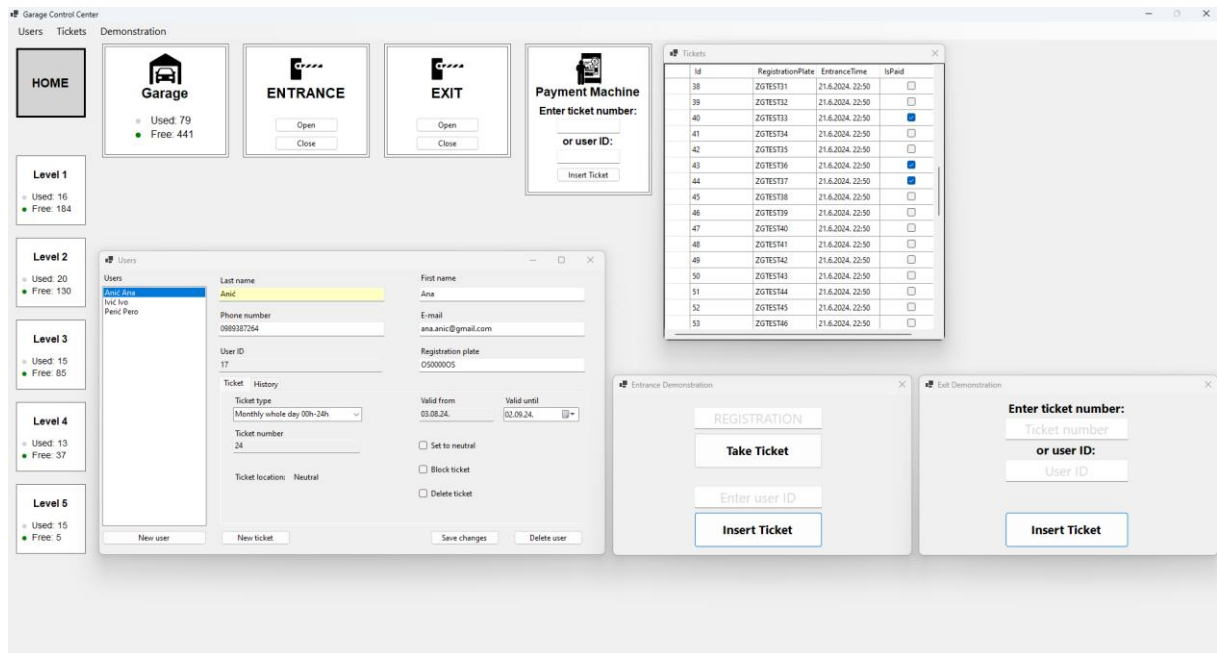 Garage Control Center
Users Tickets Demonstration
HOME
Garage
Used: 79
Free: 441
ENTRANCE
Open
Close
EXIT
Open
Close
Payment Machine
Enter ticket number:
or user ID:
Insert Ticket
Level 1
Used: 16
Free: 184
Level 2
Used: 20
Free: 130
Level 3
Used: 15
Free: 85
Level 4
Used: 13
Free: 37
Level 5
Used: 15
Free: 5
Tickets
Id RegistrationPlate EntranceTime IsPaid
38 ZGTEST31 21.6.2024. 22:50
39 ZGTEST32 21.6.2024. 22:50
40 ZGTEST33 21.6.2024. 22:50
41 ZGTEST34 21.6.2024. 22:50
42 ZGTEST35 21.6.2024. 22:50
43 ZGTEST36 21.6.2024. 22:50
44 ZGTEST37 21.6.2024. 22:50
45 ZGTEST38 21.6.2024. 22:50
46 ZGTEST39 21.6.2024. 22:50
47 ZGTEST40 21.6.2024. 22:50
48 ZGTEST41 21.6.2024. 22:50
49 ZGTEST42 21.6.2024. 22:50
50 ZGTEST43 21.6.2024. 22:50
51 ZGTEST44 21.6.2024. 22:50
52 ZGTEST45 21.6.2024. 22:50
53 ZGTEST46 21.6.2024. 22:50
Users
Users
Anić Ana
Ivić Ivo
Perić Pero
Last name
Anić
First name
Ana
Phone number
0989387264
E-mail
ana.anic@gmail.com
User ID
17
Registration plate
OS0000OS
Ticket History
Ticket type
Monthly whole day 00h-24h
Valid from
03.08.24.
Valid until
02.09.24.
Ticket number
24
Set to neutral
Block ticket
Ticket location: Neutral
Delete ticket
New user
New ticket
Save changes
Delete user
Entrance Demonstration
REGISTRATION
Take Ticket
Enter user ID
Insert Ticket
Exit Demonstration
Enter ticket number:
Ticket number
or user ID:
User ID
Insert Ticket